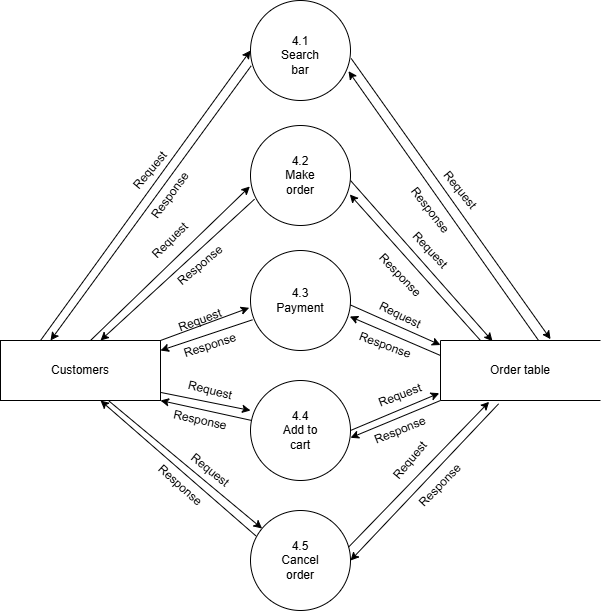 4.1
Search
bar
Request
Response
Request
Response
4.2
Make
order
Request
Response
Request
Response
4.3
Payment
Request
Response
Request
Response
Customers
Order table
4.4
Add to
cart
Request
Response
Request
Response
4.5
Cancel
order
Request
Response
Request
Response